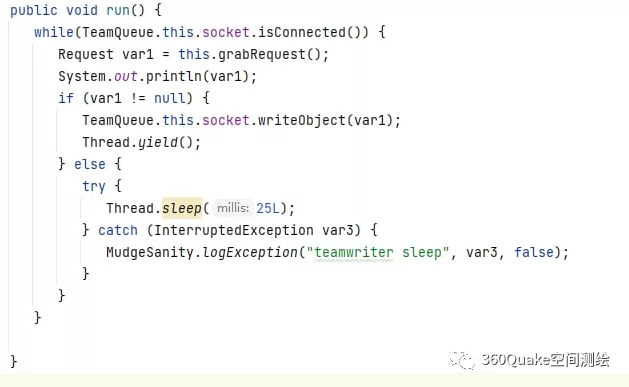 public void run() {
while(TeamQueue.this.socket.isConnected()) {
Request var1 = this.grabRequest();
System.out.println(var1);
if (var1 != null) {
TeamQueue.this.socket.writeObject(var1);
Thread.yield();
} else {
try {
Thread.sleep( millis: 25L);
} catch (InterruptedException var3) {
MudgeSanity.logException("teamwriter sleep", var3, false);
}
}
}
}
360Quake空间测绘